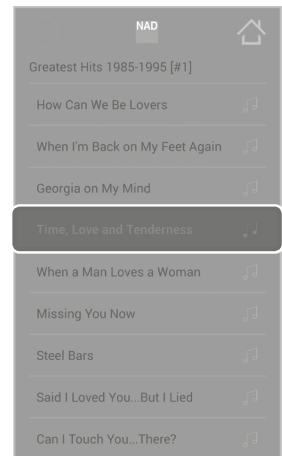 NAD
Greatest Hits 1985-1995 [#1]
How Can We Be Lovers
When I'm Back on My Feet Again
Georgia on My Mind
Time, Love and Tenderness
When a Man Loves a Woman
Missing You Now
Steel Bars
Said I Loved You...But I Lied
Can I Touch You...There?